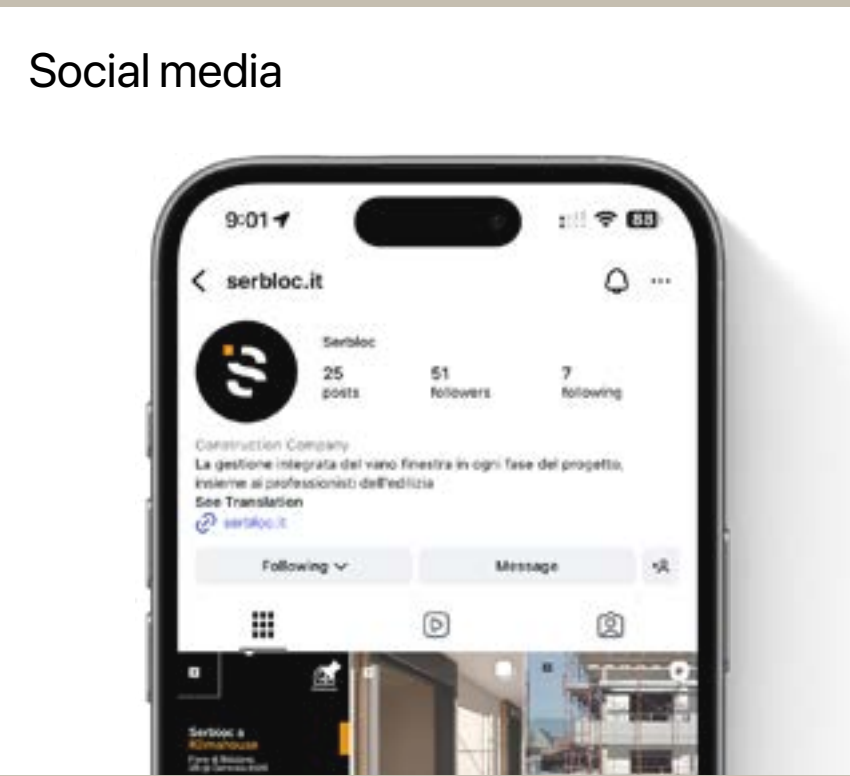 Social media
9:01
88
serbloc.it
Serbloc
25
51
7
posts
followers
following
Construction Company
La gestione integrata del vano finestra in ogni fase del progetto,
insieme ai professionisti dell'edilizia
See Translation
serbloc.it
Following
Message
Serbloc a
Klimahouse